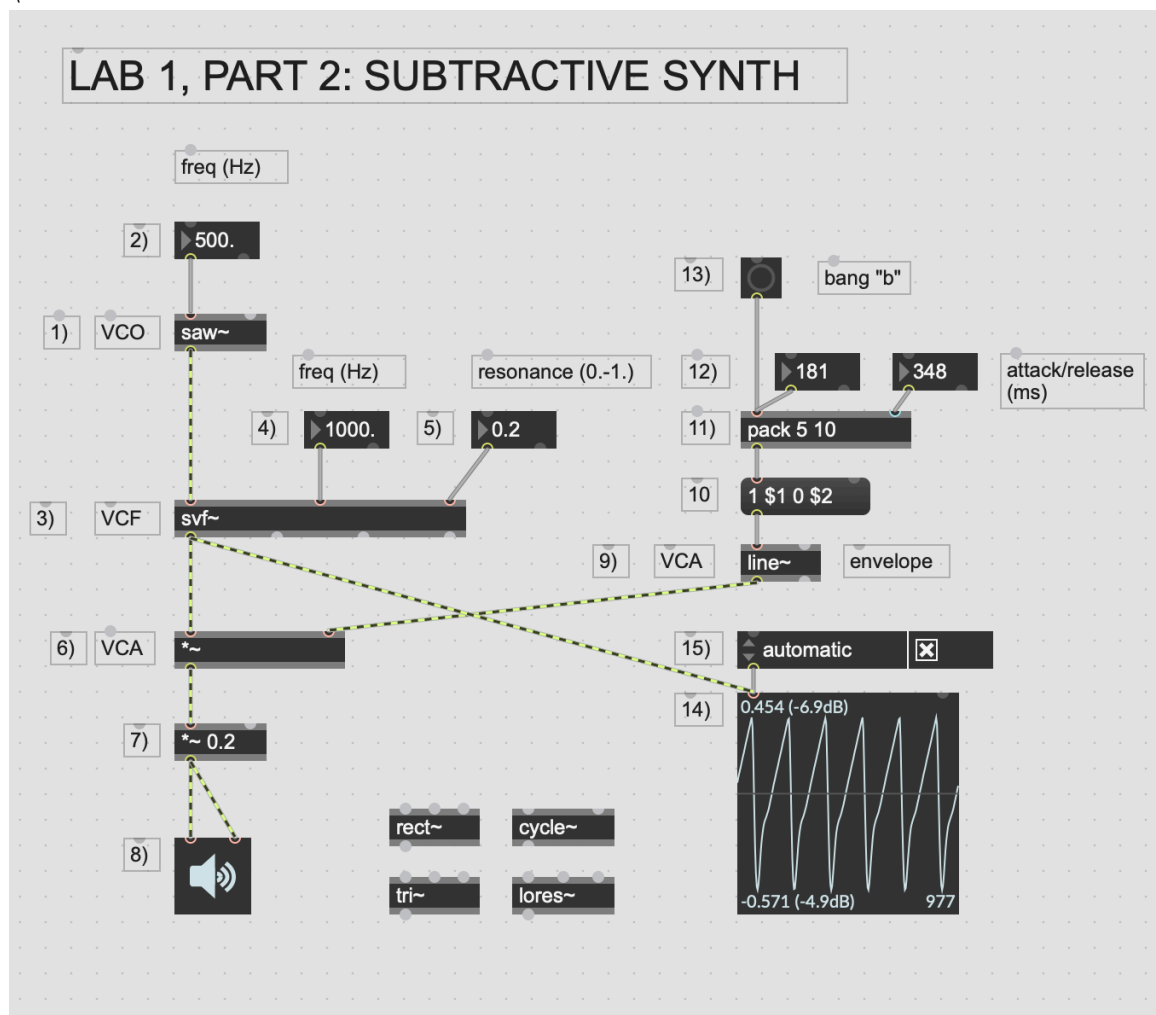 LAB 1, PART 2: SUBTRACTIVE SYNTH
freq (Hz)
2)
500.
13)
bang "b"
1)
VCO
saw~
freq (Hz)
resonance (0.-1.)
12)
181
348
attack/release
(ms)
4)
1000.
5)
0.2
11)
pack 5 10
10
1 $1 0 $2
3)
VCF
svf~
9)
VCA
line~
envelope
6)
VCA
*~
15)
automatic
14)
0.454 (-6.9dB)
7)
*~ 0.2
rect~
cycle~
8)
tri~
lores~
-0.571 (-4.9dB)
977